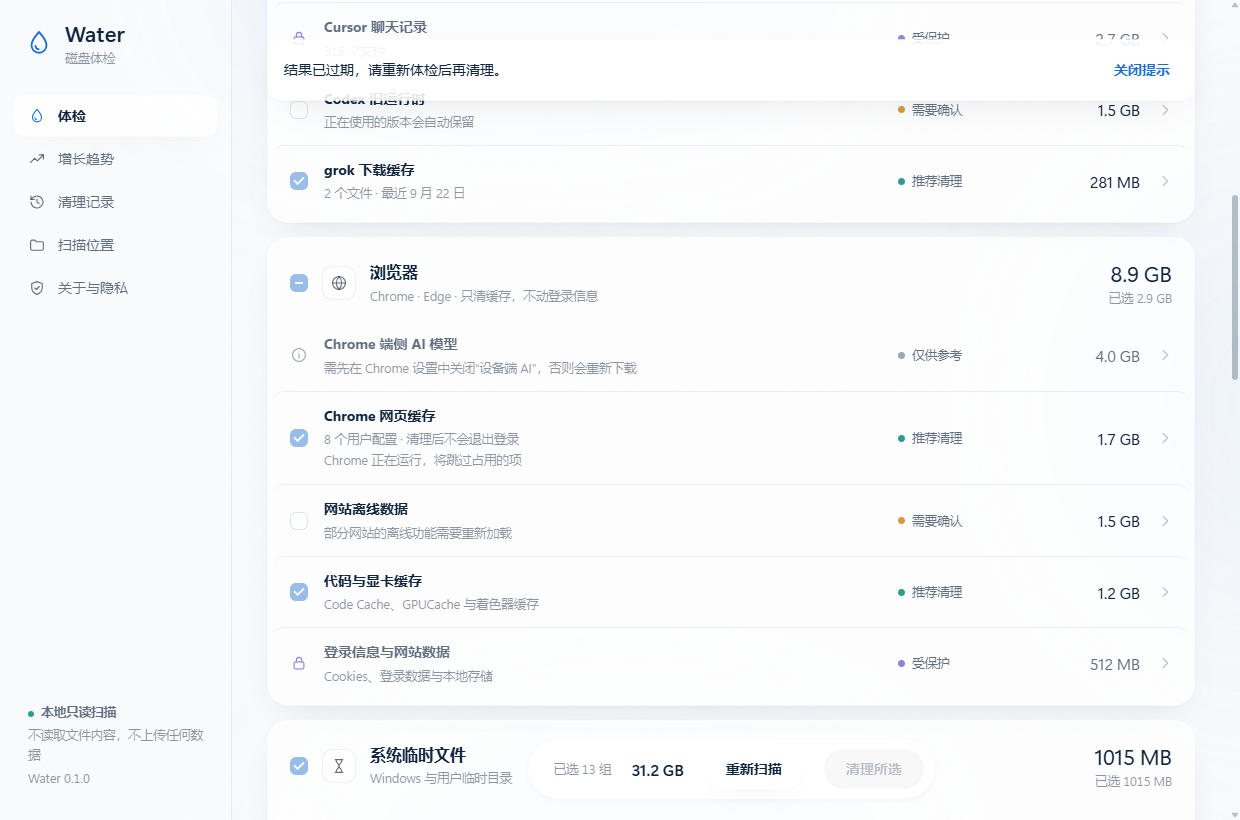 Water
磁盘体检
体检
增长趋势
清理记录
扫描位置
关于与隐私
本地只读扫描
不读取文件内容，不上传任何数
据
Water 0.1.0
Cursor 聊天记录
315 个文件
受保护
2.7 GB
结果已过期，请重新体检后再清理。
关闭提示
Codex 旧运行时
正在使用的版本会自动保留
需要确认
1.5 GB
grok 下载缓存
2 个文件 · 最近 9 月 22 日
推荐清理
281 MB
浏览器
Chrome · Edge · 只清缓存，不动登录信息
8.9 GB
已选 2.9 GB
Chrome 端侧 AI 模型
需先在 Chrome 设置中关闭“设备端 AI”，否则会重新下载
仅供参考
4.0 GB
Chrome 网页缓存
8 个用户配置 · 清理后不会退出登录
Chrome 正在运行，将跳过占用的项
推荐清理
1.7 GB
网站离线数据
部分网站的离线功能需要重新加载
需要确认
1.5 GB
代码与显卡缓存
Code Cache、GPUCache 与着色器缓存
推荐清理
1.2 GB
登录信息与网站数据
Cookies、登录数据与本地存储
受保护
512 MB
系统临时文件
Windows 与用户临时目录
1015 MB
已选 1015 MB
已选 13 组
31.2 GB
重新扫描
清理所选